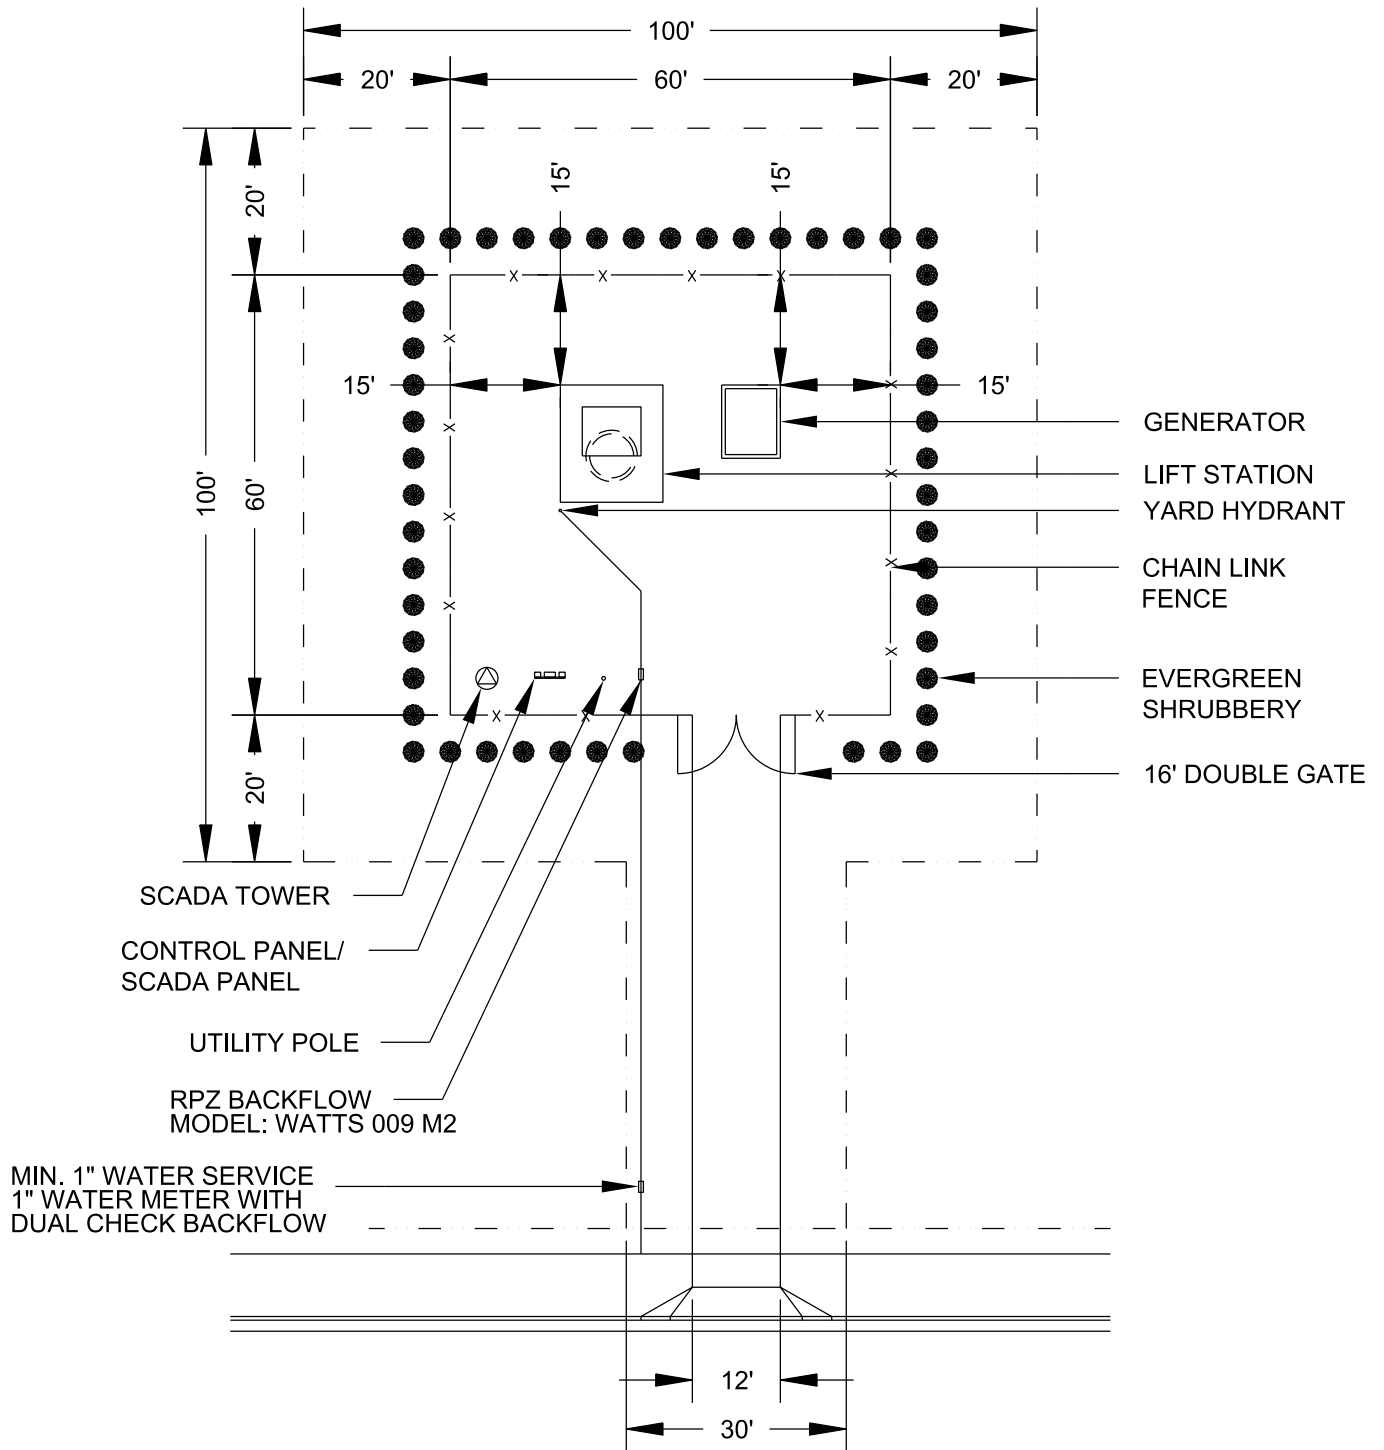 100'
20'
60'
20'
15'
15'
20'
15'
15'
GENERATOR
LIFT STATION
100'
60'
YARD HYDRANT
CHAIN LINK
FENCE
EVERGREEN
SHRUBBERY
20'
16' DOUBLE GATE
SCADA TOWER
CONTROL PANEL/
SCADA PANEL
UTILITY POLE
RPZ BACKFLOW
MODEL: WATTS 009 M2
MIN. 1" WATER SERVICE
1" WATER METER WITH
DUAL CHECK BACKFLOW
12'
30'